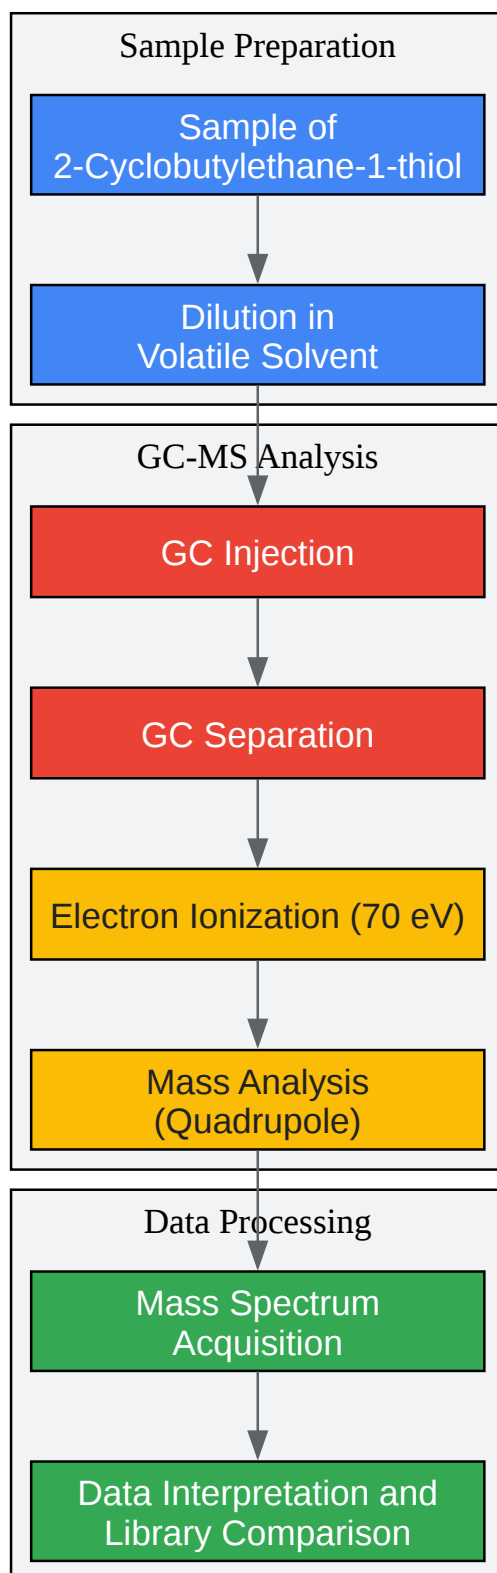 Sample Preparation
Sample of
2-Cyclobutylethane-1-thiol
Dilution in
Volatile Solvent
GC-MS Analysis
GC Injection
GC Separation
Electron Ionization (70 eV)
Mass Analysis
(Quadrupole)
Data Processing
Mass Spectrum
Acquisition
Data Interpretation and
Library Comparison